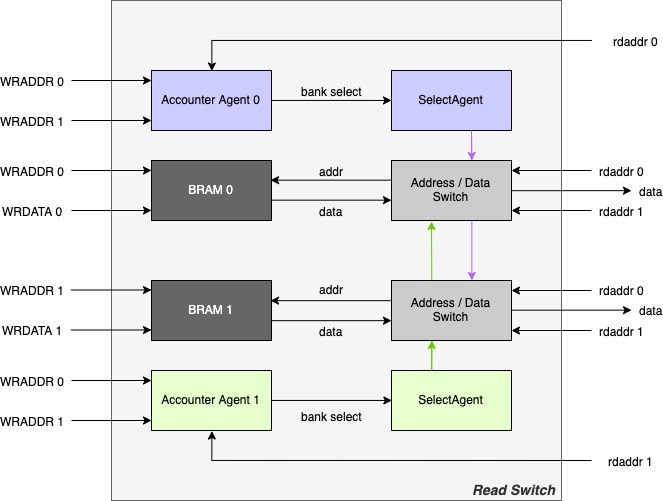 rdaddr 0
WRADDR 0
Accounter Agent 0
bank select
SelectAgent
WRADDR 1
WRADDR 0
BRAM 0
addr
Address / Data
Switch
rdaddr 0
data
WRDATA 0
data
rdaddr 1
WRADDR 1
BRAM 1
addr
Address / Data
Switch
rdaddr 0
data
WRDATA 1
data
rdaddr 1
WRADDR 0
Accounter Agent 1
SelectAgent
bank select
WRADDR 1
rdaddr 1
Read Switch